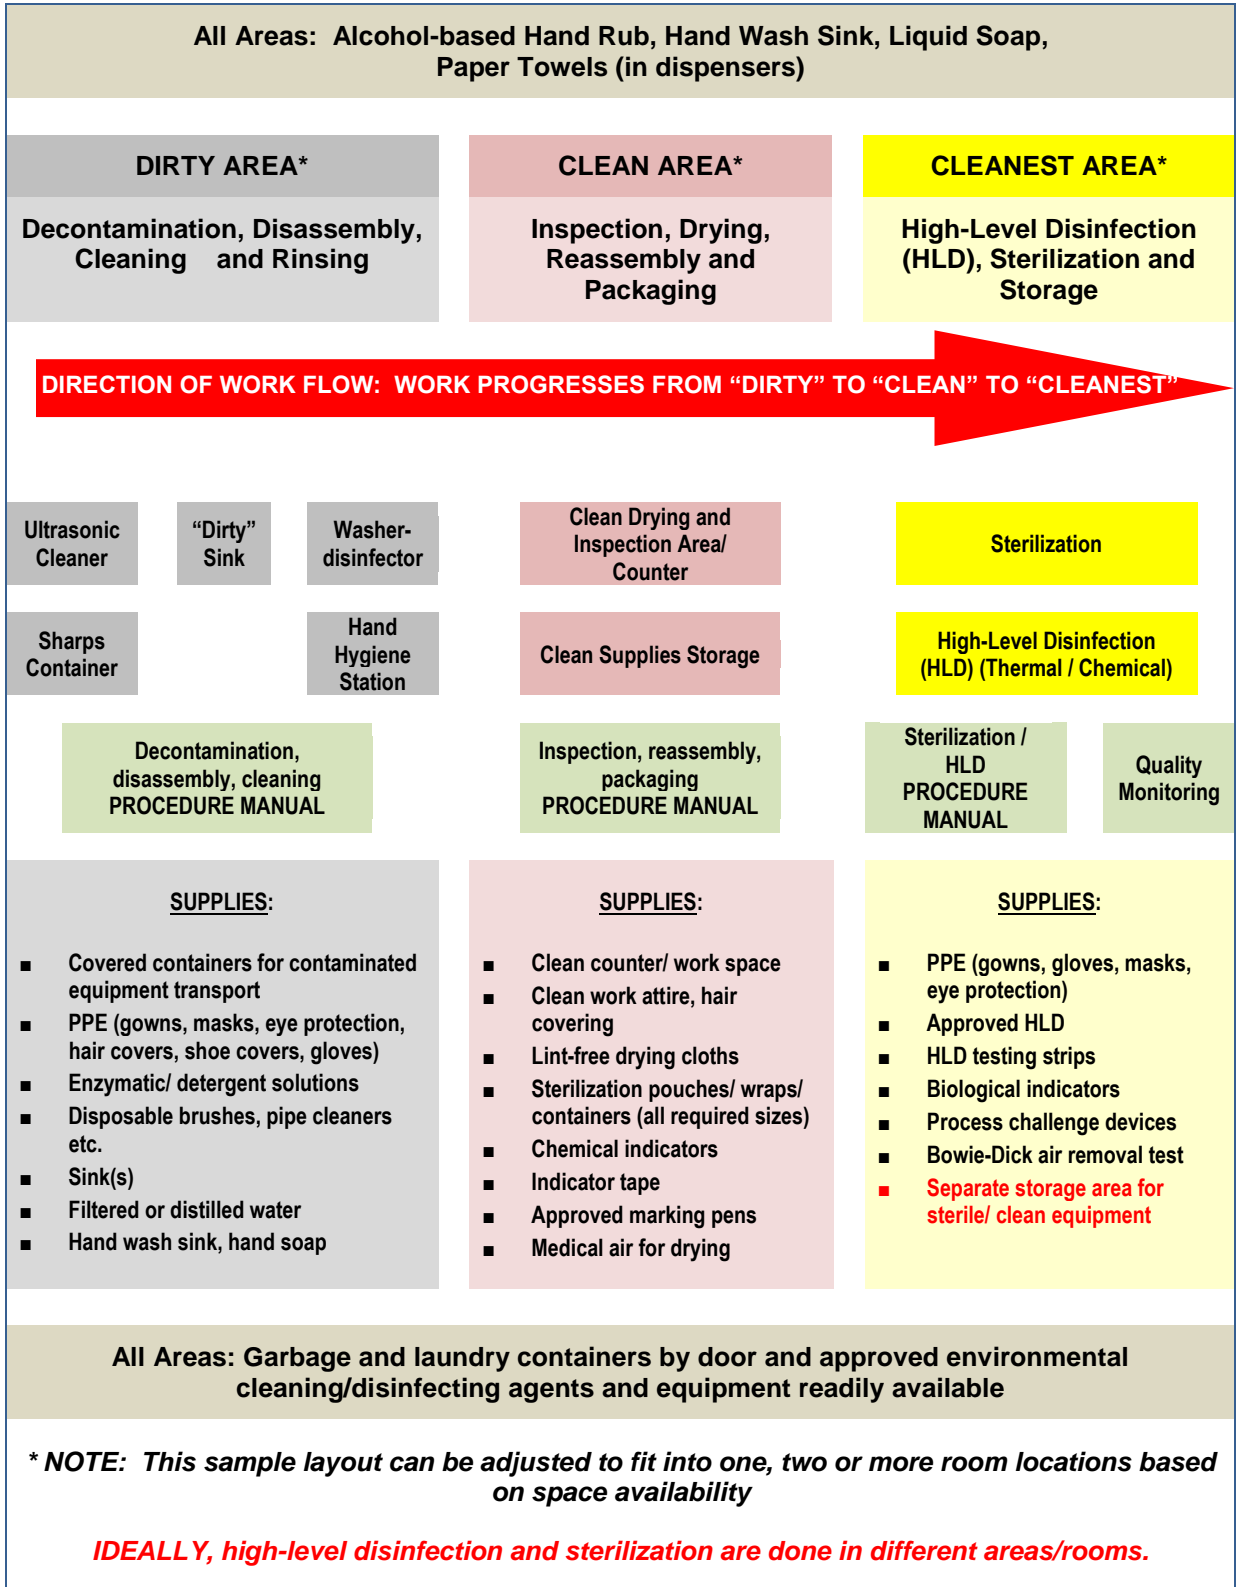 All Areas:  Alcohol-based Hand Rub, Hand Wash Sink, Liquid Soap,
Paper Towels (in dispensers)
DIRTY AREA*
Decontamination, Disassembly,
Cleaning    and Rinsing
CLEAN AREA*
Inspection, Drying,
Reassembly and
Packaging
CLEANEST AREA*
High-Level Disinfection
(HLD), Sterilization and
Storage
DIRECTION OF WORK FLOW:  WORK PROGRESSES FROM “DIRTY” TO “CLEAN” TO “CLEANEST”
Ultrasonic
Cleaner
“Dirty”
Sink
Washer-
disinfector
Clean Drying and
Inspection Area/
Counter
Sterilization
Sharps
Container
Hand
Hygiene
Station
Clean Supplies Storage
High-Level Disinfection
(HLD) (Thermal / Chemical)
Decontamination,
disassembly, cleaning
PROCEDURE MANUAL
Inspection, reassembly,
packaging
PROCEDURE MANUAL
Sterilization /
HLD
PROCEDURE
MANUAL
Quality
Monitoring
SUPPLIES:
■ Covered containers for contaminated
equipment transport
■ PPE (gowns, masks, eye protection,
hair covers, shoe covers, gloves)
■ Enzymatic/ detergent solutions
■ Disposable brushes, pipe cleaners
etc.
■ Sink(s)
■ Filtered or distilled water
■ Hand wash sink, hand soap
SUPPLIES:
■ Clean counter/ work space
■ Clean work attire, hair
covering
■ Lint-free drying cloths
■ Sterilization pouches/ wraps/
containers (all required sizes)
■ Chemical indicators
■ Indicator tape
■ Approved marking pens
■ Medical air for drying
SUPPLIES:
■ PPE (gowns, gloves, masks,
eye protection)
■ Approved HLD
■ HLD testing strips
■ Biological indicators
■ Process challenge devices
■ Bowie-Dick air removal test
■ Separate storage area for
sterile/ clean equipment
All Areas: Garbage and laundry containers by door and approved environmental
cleaning/disinfecting agents and equipment readily available
* NOTE:  This sample layout can be adjusted to fit into one, two or more room locations based
on space availability
IDEALLY, high-level disinfection and sterilization are done in different areas/rooms.